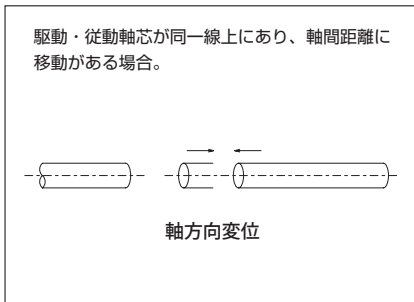 駆動・従動軸芯が同一線上にあり、軸間距離に
移動がある場合。
軸方向変位